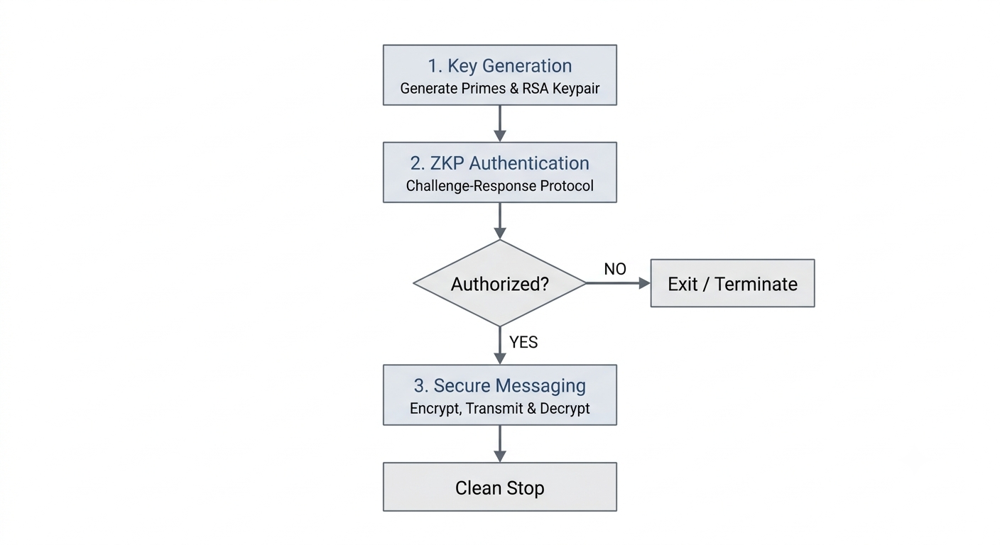 1. Key Generation
Generate Primes & RSA Keypair
2. ZKP Authentication
Challenge-Response Protocol
Authorized?
NO
Exit / Terminate
YES
3. Secure Messaging
Encrypt, Transmit & Decrypt
Clean Stop